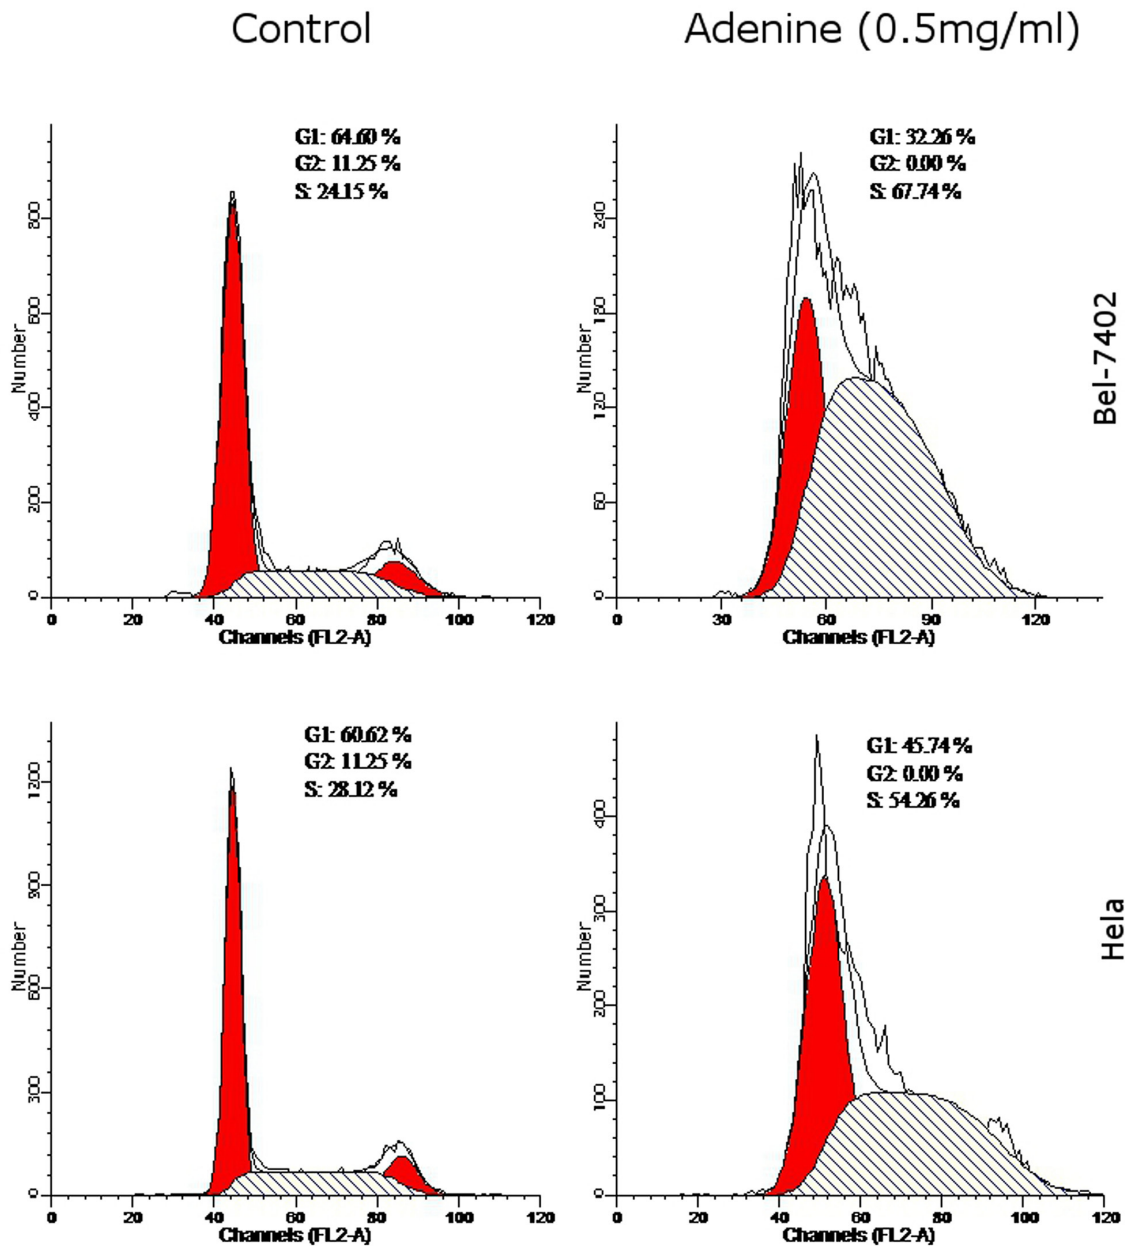 Control
Adenine (0.5mg/ml)
G1: 64.60 %
G2: 11.25 %
S: 24.15 %
Number
0
200
400
600
800
0
20
40
60
80
100
120
Channels (FL2-A)
G1: 32.26 %
G2: 0.00 %
S: 67.74 %
Number
0
60
120
180
240
0
30
60
90
120
Channels (FL2-A)
Bel-7402
G1: 60.62 %
G2: 11.25 %
S: 28.12 %
Number
0
300
600
900
1200
0
20
40
60
80
100
120
Channels (FL2-A)
G1: 45.74 %
G2: 0.00 %
S: 54.26 %
Number
0
100
200
300
400
0
20
40
60
80
100
120
Channels (FL2-A)
Hela